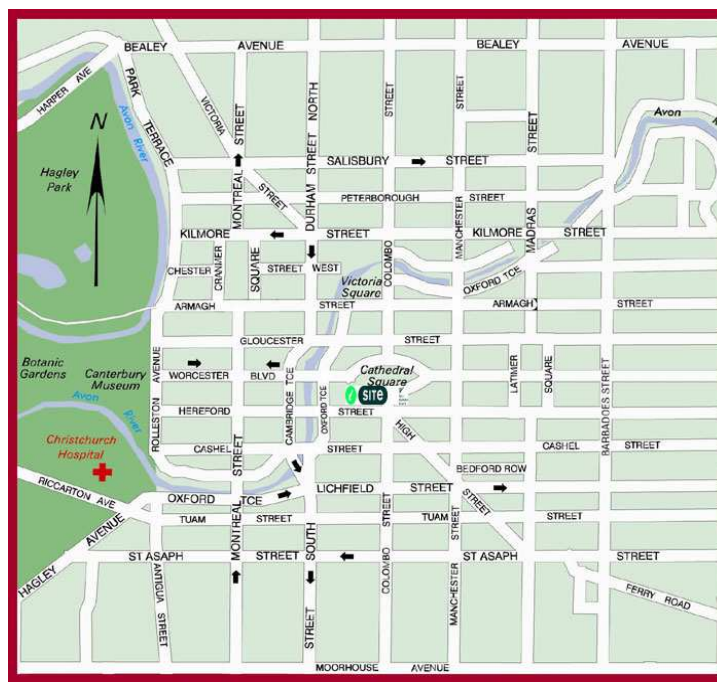 BEALEY AVENUE BEALEY AVENUE
HARPER AVE
PARK TERRACE
Avon River
VICTORIA STREET
MONTREAL STREET
DURHAM STREET NORTH
STREET
STREET
STREET
Avon
N
Hagley
Park
SALISBURY STREET
PETERBOROUGH STREET
MANCHESTER
MADRAS
KILMORE STREET KILMORE STREET
CRANMER SQUARE
COLOMBO
CHESTER STREET WEST
OXFORD TCE
Victoria
Square
ARMAGH STREET ARMAGH STREET
GLOUCESTER STREET
Botanic
Gardens
Canterbury
Museum
ROLLESTON AVENUE
WORCESTER BLVD
CAMBRIDGE TCE
OXFORD TCE
Cathedral
Square
i site
LATIMER SQUARE
BARBADOES STREET
Avon River
HEREFORD STREET
HIGH STREET
Christchurch
Hospital
CASHEL STREET CASHEL STREET
BEDFORD ROW
RICCARTON AVE
OXFORD TCE
LICHFIELD STREET
STREET
TUAM STREET TUAM STREET
HAGLEY AVENUE
MONTREAL STREET
SOUTH STREET
COLOMBO STREET
MANCHESTER STREET
ST ASAPH STREET ST ASAPH STREET
ANTIGUA STREET
FERRY ROAD
MOORHOUSE AVENUE